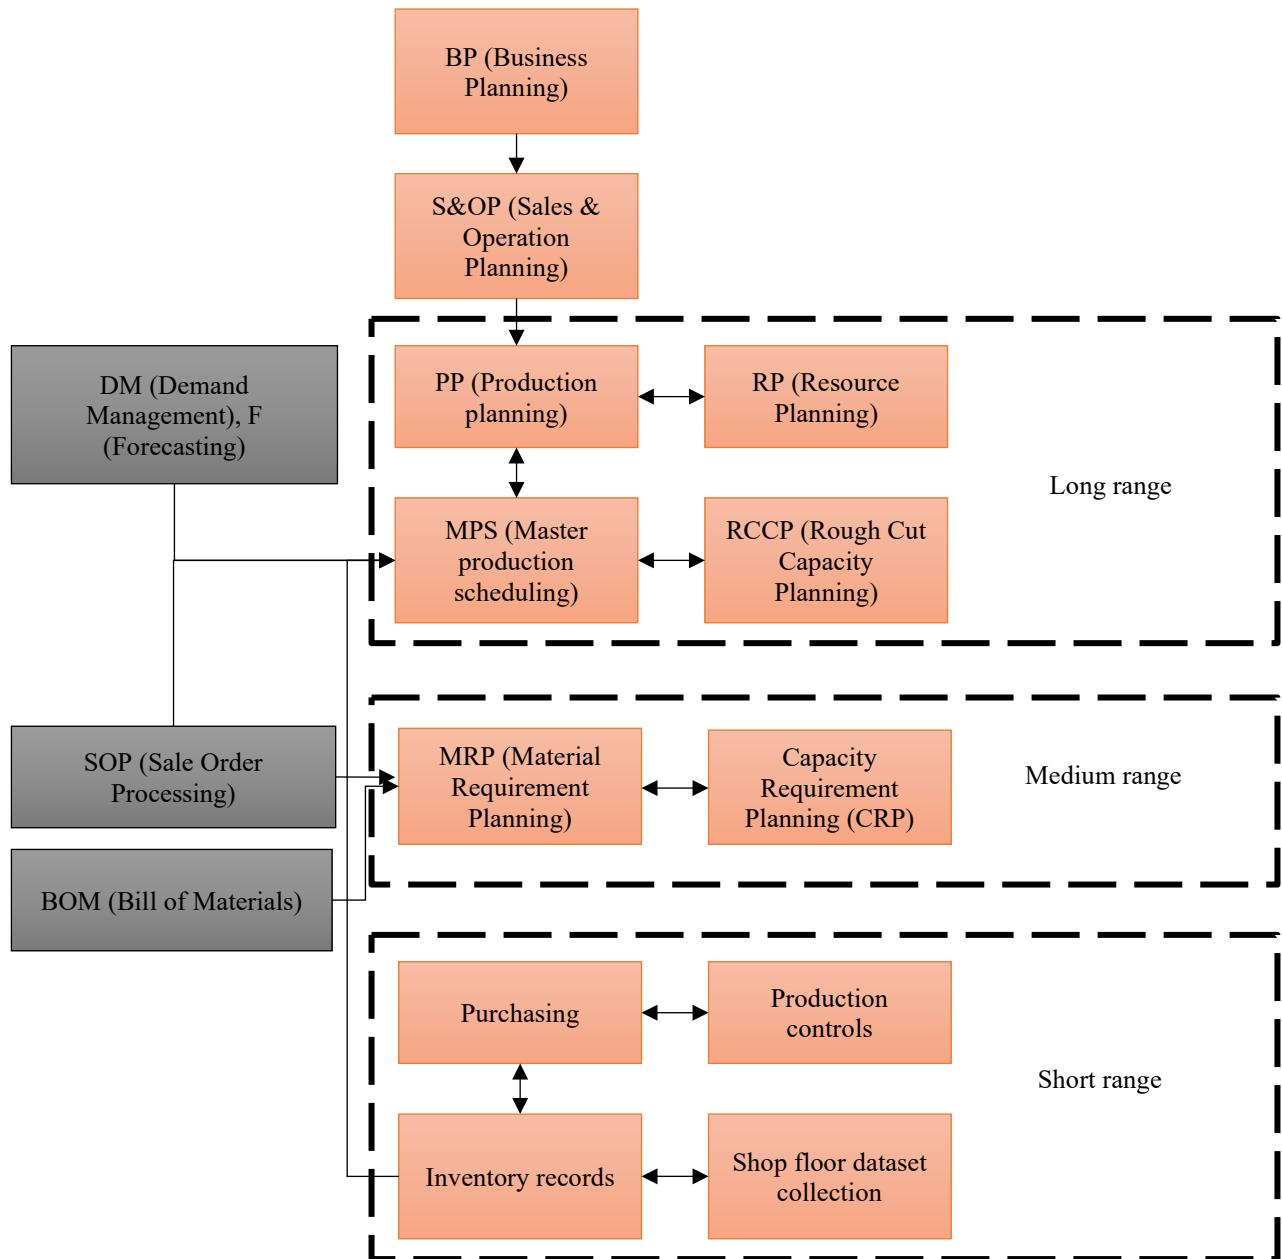 BP (Business
Planning)
S&OP (Sales &
Operation
Planning)
DM (Demand
Management), F
(Forecasting)
PP (Production
planning)
RP (Resource
Planning)
Long range
MPS (Master
production
scheduling)
RCCP (Rough Cut
Capacity
Planning)
SOP (Sale Order
Processing)
MRP (Material
Requirement
Planning)
Capacity
Requirement
Planning (CRP)
Medium range
BOM (Bill of Materials)
Purchasing
Production
controls
Short range
Inventory records
Shop floor dataset
collection